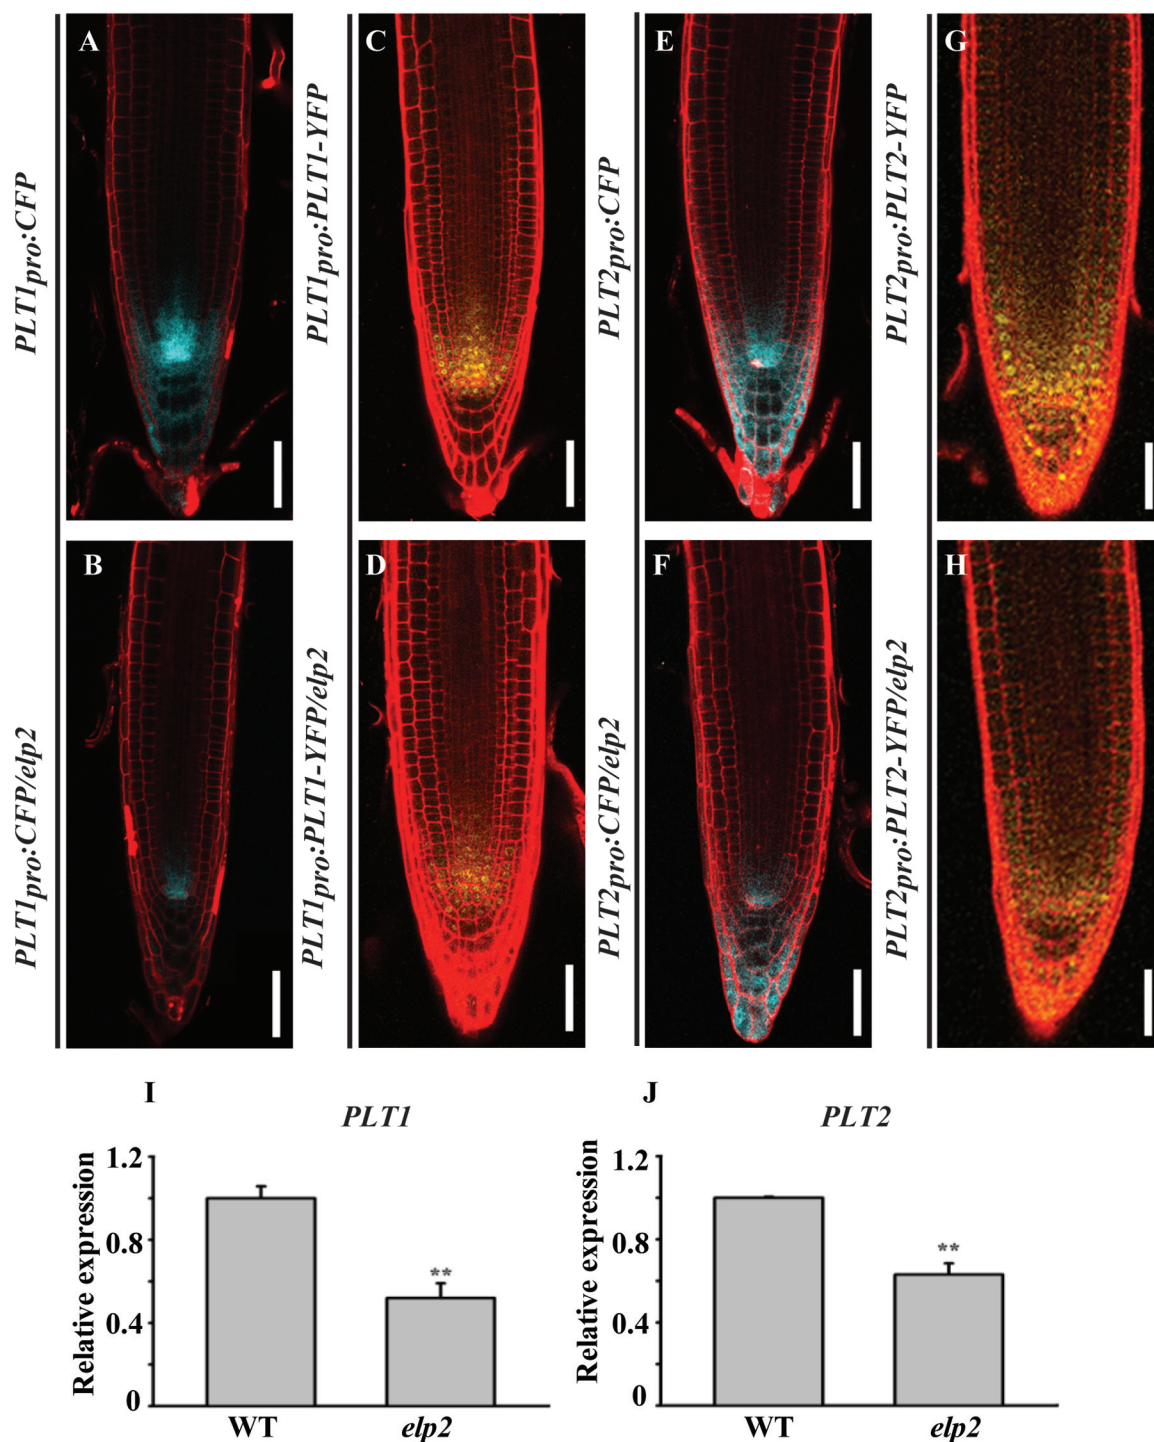 A
C
E
G
PLT1pro:CFP
PLT1pro:PLT1-YFP
PLT2pro:CFP
PLT2pro:PLT2-YFP
B
D
F
H
PLT1pro:CFP/elp2
PLT1pro:PLT1-YFP/elp2
PLT2pro:CFP/elp2
PLT2pro:PLT2-YFP/elp2
I
PLT1
Relative expression
1.2
0.8
0.4
0
**
WT
elp2
J
PLT2
Relative expression
1.2
0.8
0.4
0
**
WT
elp2